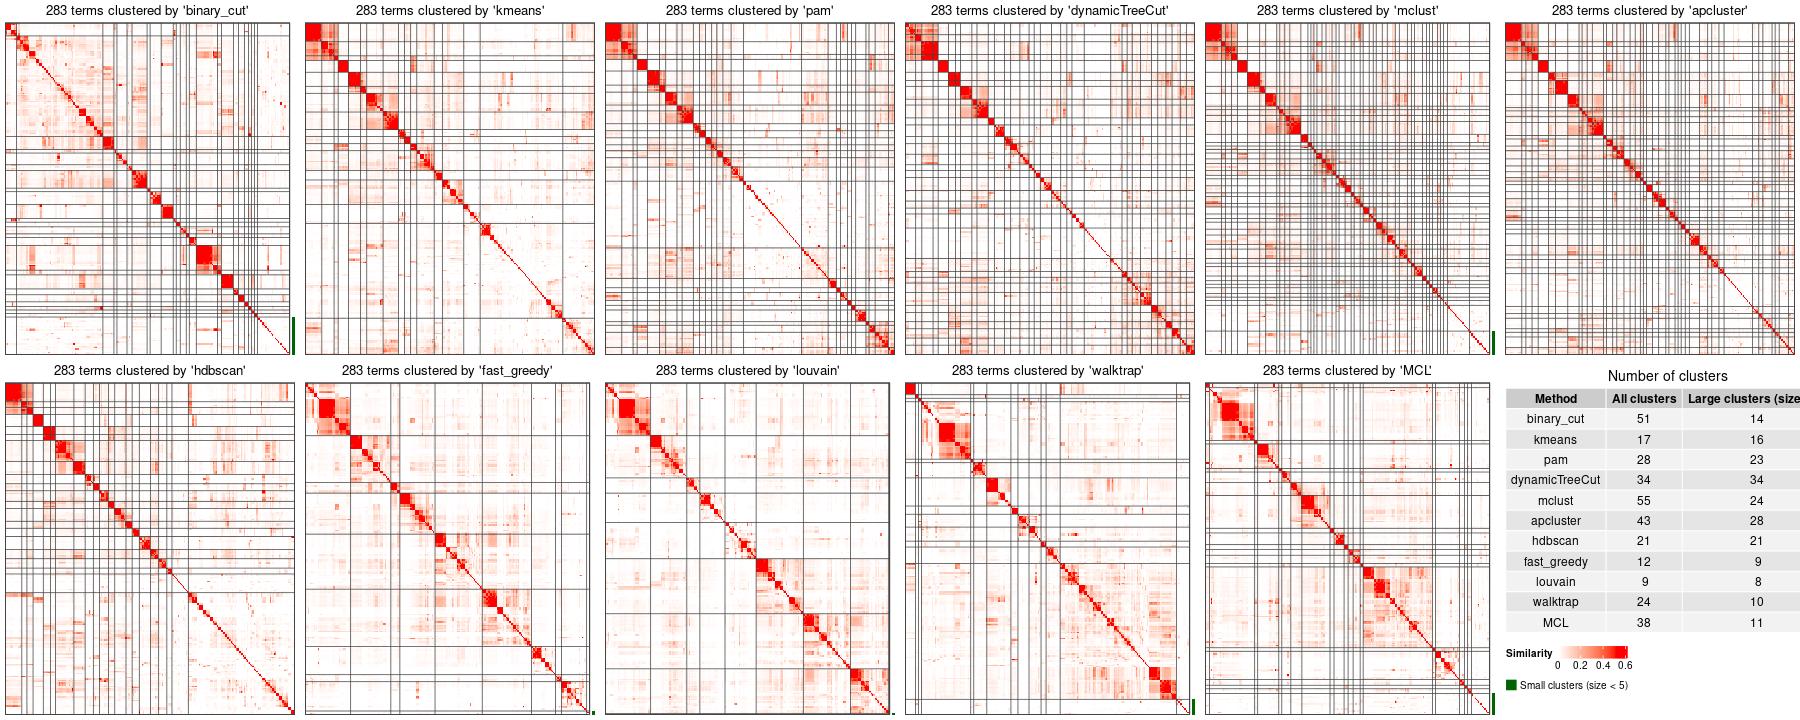 283 terms clustered by 'binary_cut'
283 terms clustered by 'kmeans'
283 terms clustered by 'pam'
283 terms clustered by 'dynamicTreeCut'
283 terms clustered by 'mclust'
283 terms clustered by 'apcluster'
283 terms clustered by 'hdbscan'
283 terms clustered by 'fast_greedy'
283 terms clustered by 'louvain'
283 terms clustered by 'walktrap'
283 terms clustered by 'MCL'
Number of clusters
Method All clusters Large clusters (size
binary_cut 51 14
kmeans 17 16
pam 28 23
dynamicTreeCut 34 34
mclust 55 24
apcluster 43 28
hdbscan 21 21
fast_greedy 12 9
louvain 9 8
walktrap 24 10
MCL 38 11
Similarity
0 0.2 0.4 0.6
Small clusters (size < 5)